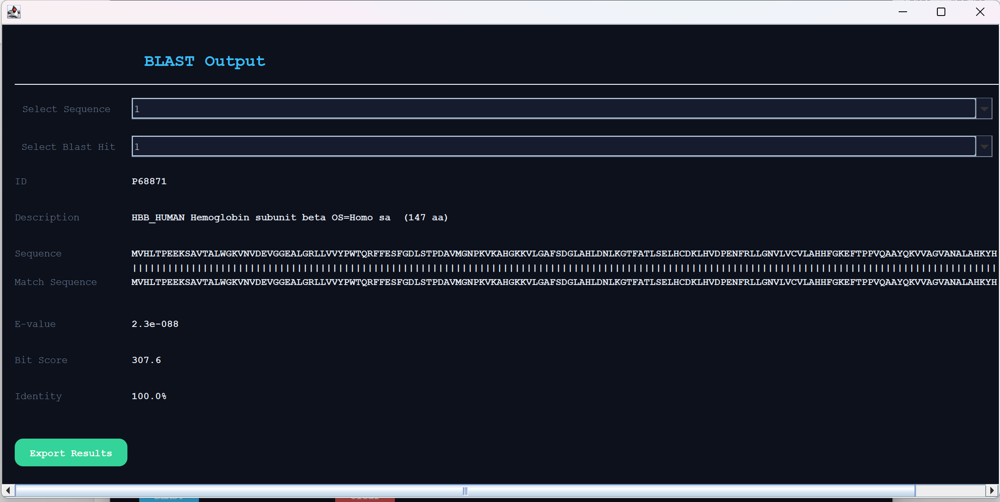 BLAST Output
Select Sequence 1
Select Blast Hit 1
ID P68871
Description HBB_HUMAN Hemoglobin subunit beta OS=Homo sa (147 aa)
Sequence MVHLTPEEKSAVTALWGKVNVDEVGGEALGRLLVVYPWTQRFFESFGDLSTPDAVMGNPKVKAHGKKVLGAFSDGLAHLDNLKGTFATLSELHCDKLHVDPENFRLLGNVLVCVLAHHFGKEFTPPVQAAYQKVVAGVANALAHKYH
|||||||||||||||||||||||||||||||||||||||||||||||||||||||||||||||||||||||||||||||||||||||||||||||||||||||||||||||||||||||||||||||||||||||||||||||||||
Match Sequence MVHLTPEEKSAVTALWGKVNVDEVGGEALGRLLVVYPWTQRFFESFGDLSTPDAVMGNPKVKAHGKKVLGAFSDGLAHLDNLKGTFATLSELHCDKLHVDPENFRLLGNVLVCVLAHHFGKEFTPPVQAAYQKVVAGVANALAHKYH
E-value 2.3e-088
Bit Score 307.6
Identity 100.0%
Export Results